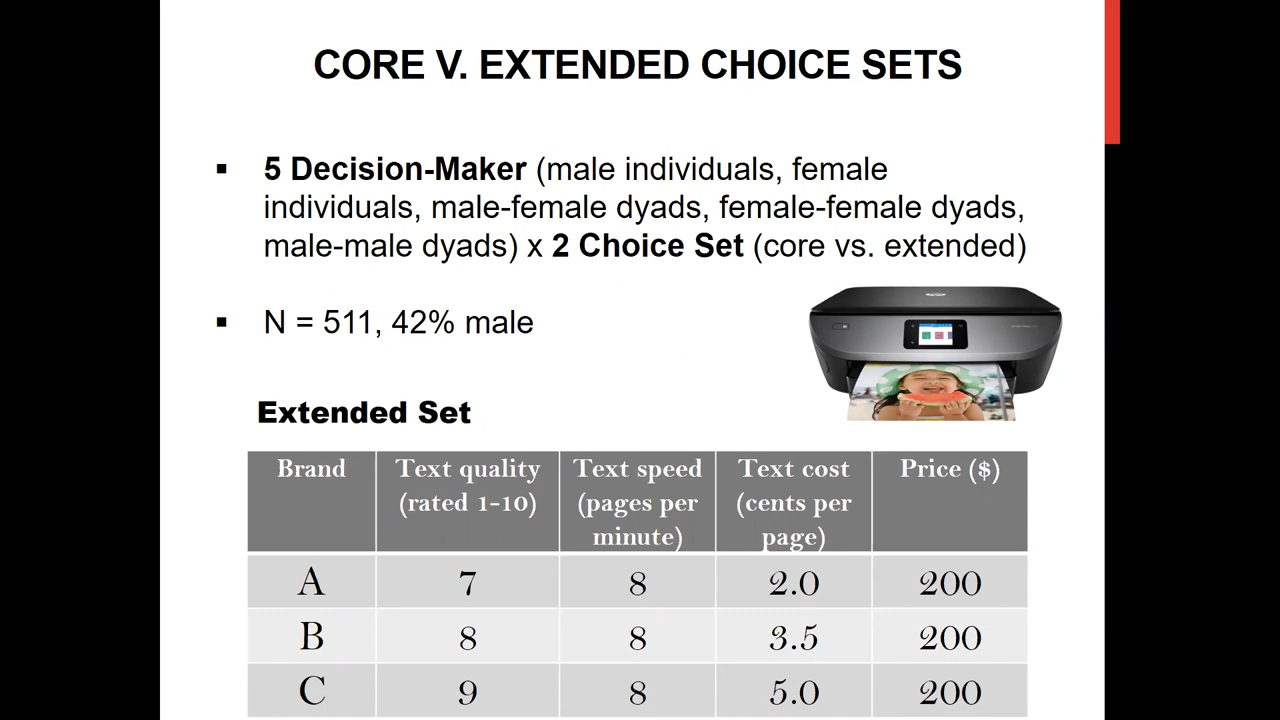 CORE V. EXTENDED CHOICE SETS
▪ 5 Decision-Maker (male individuals, female
individuals, male-female dyads, female-female dyads,
male-male dyads) x 2 Choice Set (core vs. extended)
▪ N = 511, 42% male
Extended Set
Brand Text quality Text speed Text cost Price ($)
(rated 1-10) (pages per (cents per
minute) page)
A 7 8 2.0 200
B 8 8 3.5 200
C 9 8 5.0 200